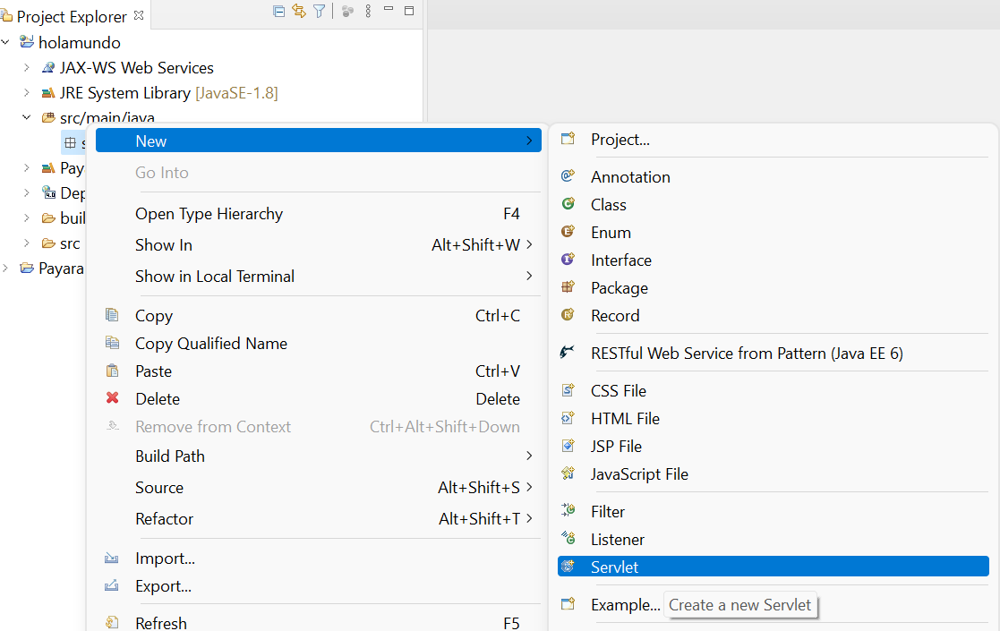 Project Explorer
holamundo
JAX-WS Web Services
JRE System Library [JavaSE-1.8]
src/main/java
s
Pay
Dep
buil
src
Payara
New
Go Into
Open Type Hierarchy F4
Show In Alt+Shift+W
Show in Local Terminal
Copy Ctrl+C
Copy Qualified Name
Paste Ctrl+V
Delete Delete
Remove from Context Ctrl+Alt+Shift+Down
Build Path
Source Alt+Shift+S
Refactor Alt+Shift+T
Import...
Export...
Refresh F5
Project...
Annotation
Class
Enum
Interface
Package
Record
RESTful Web Service from Pattern (Java EE 6)
CSS File
HTML File
JSP File
JavaScript File
Filter
Listener
Servlet
Example...
Create a new Servlet